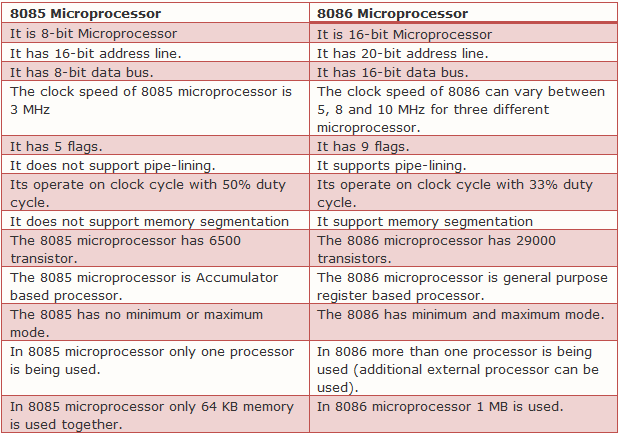 8085 Microprocessor
8086 Microprocessor
It is 8-bit Microprocessor
It is 16-bit Microprocessor
It has 16-bit address line.
It has 20-bit address line.
It has 8-bit data bus.
It has 16-bit data bus.
The clock speed of 8085 microprocessor is
3 MHz
The clock speed of 8086 can vary between
5, 8 and 10 MHz for three different
microprocessor.
It has 5 flags.
It has 9 flags.
It does not support pipe-lining.
It supports pipe-lining.
Its operate on clock cycle with 50% duty
cycle.
Its operate on clock cycle with 33% duty
cycle.
It does not support memory segmentation
It support memory segmentation
The 8085 microprocessor has 6500
transistor.
The 8086 microprocessor has 29000
transistors.
The 8085 microprocessor is Accumulator
based processor.
The 8086 microprocessor is general purpose
register based processor.
The 8085 has no minimum or maximum
mode.
The 8086 has minimum and maximum mode.
In 8085 microprocessor only one processor
is being used.
In 8086 more than one processor is being
used (additional external processor can be
used).
In 8085 microprocessor only 64 KB memory
is used together.
In 8086 microprocessor 1 MB is used.